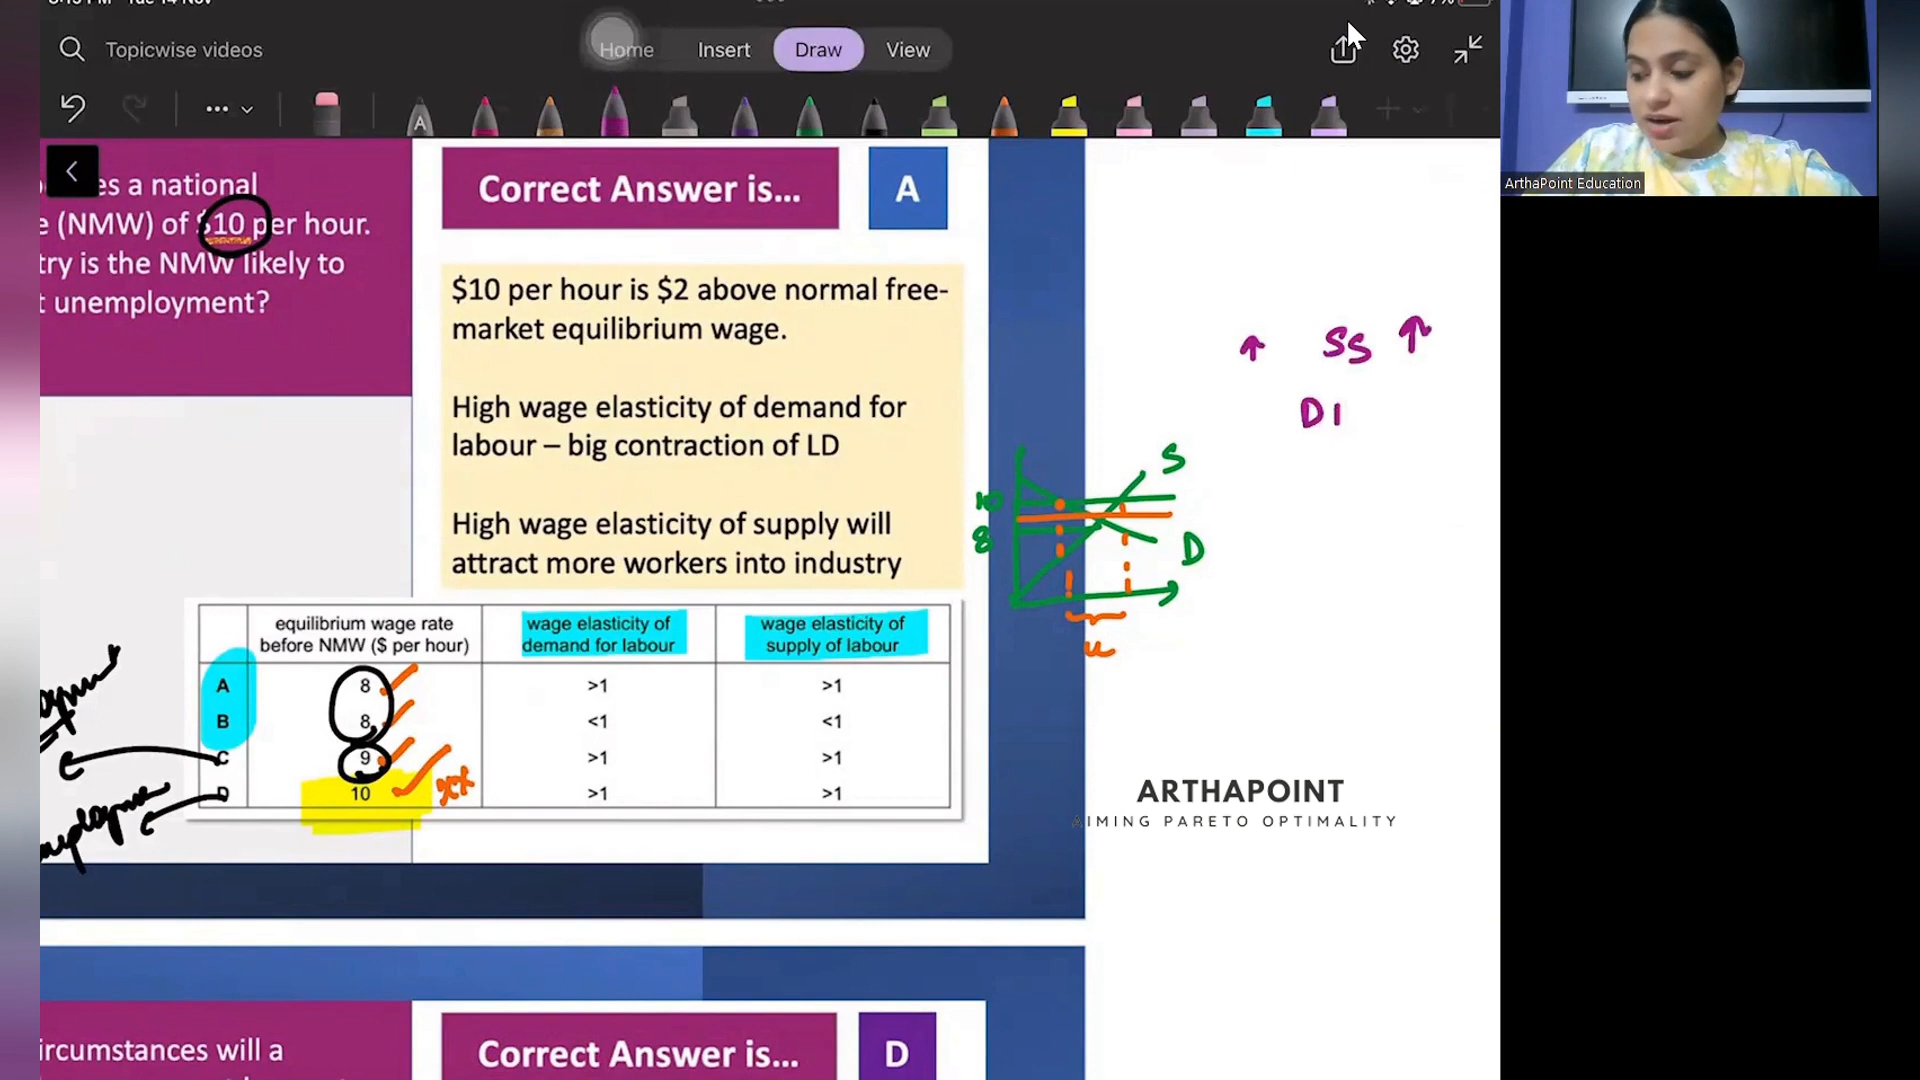 Topicwise videos
Home
Insert
Draw
View
A
ArthaPoint Education
es a national
e (NMW) of $10 per hour.
try is the NMW likely to
t unemployment?
Correct Answer is...
A
$10 per hour is $2 above normal free-
market equilibrium wage.
High wage elasticity of demand for
labour – big contraction of LD
High wage elasticity of supply will
attract more workers into industry
↑ SS ↑
D
S
10
8
D
u
equilibrium wage rate
before NMW ($ per hour)
wage elasticity of
demand for labour
wage elasticity of
supply of labour
A 8 >1 >1
B 8 <1 <1
C 9 >1 >1
D 10 >1 >1
ARTHAPOINT
AIMING PARETO OPTIMALITY
ircumstances will a
Correct Answer is...
D